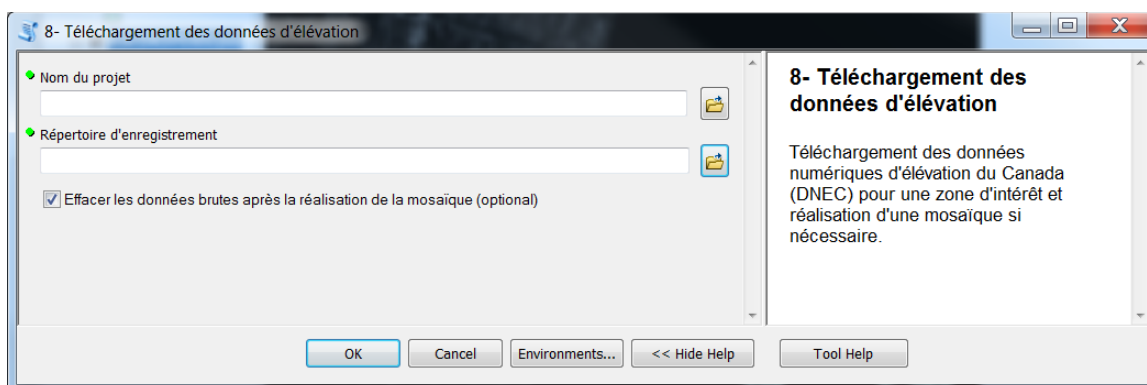 8- Téléchargement des données d'élévation
Nom du projet
Répertoire d'enregistrement
Effacer les données brutes après la réalisation de la mosaïque (optional)
8- Téléchargement des
données d'élévation
Téléchargement des données
numériques d'élévation du Canada
(DNEC) pour une zone d'intérêt et
réalisation d'une mosaïque si
nécessaire.
OK
Cancel
Environments...
<< Hide Help
Tool Help